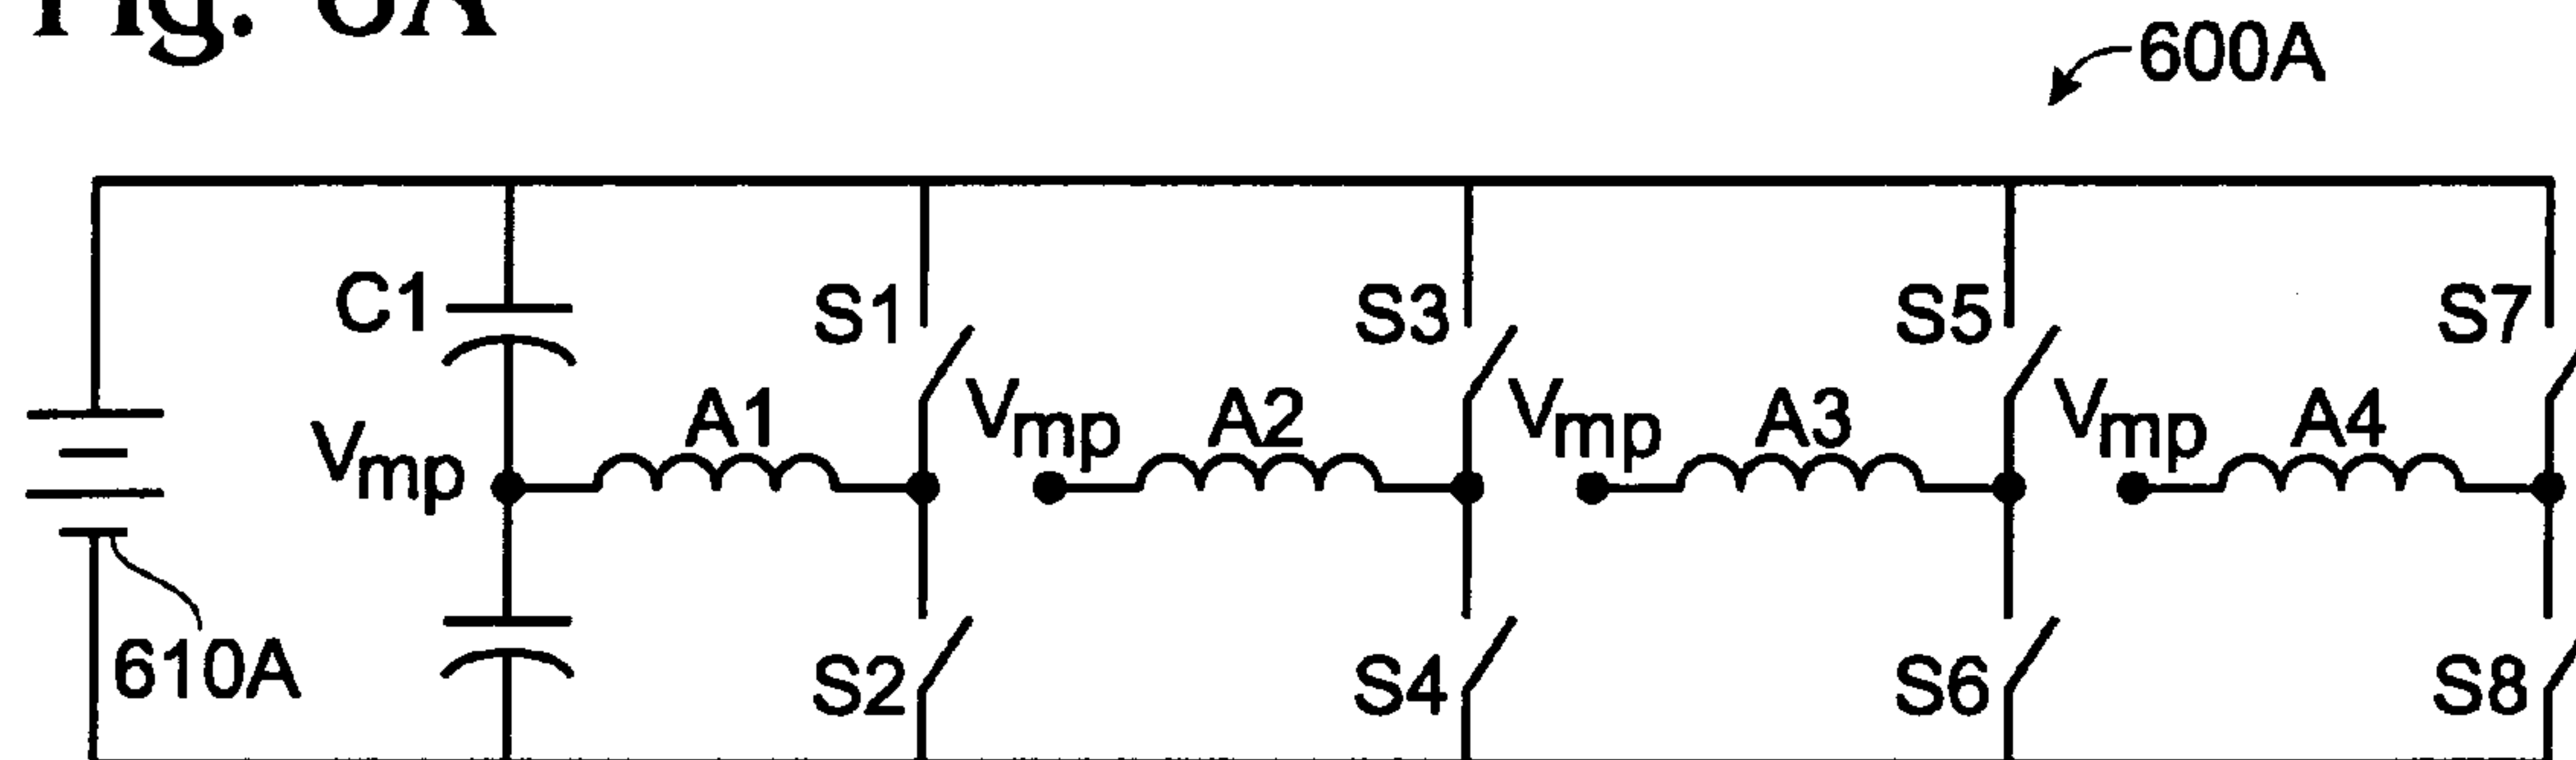 Fig. 6A
600A
C1
S1
S3
S5
S7
Vmp
A1
Vmp
A2
Vmp
A3
Vmp
A4
610A
S2
S4
S6
S8